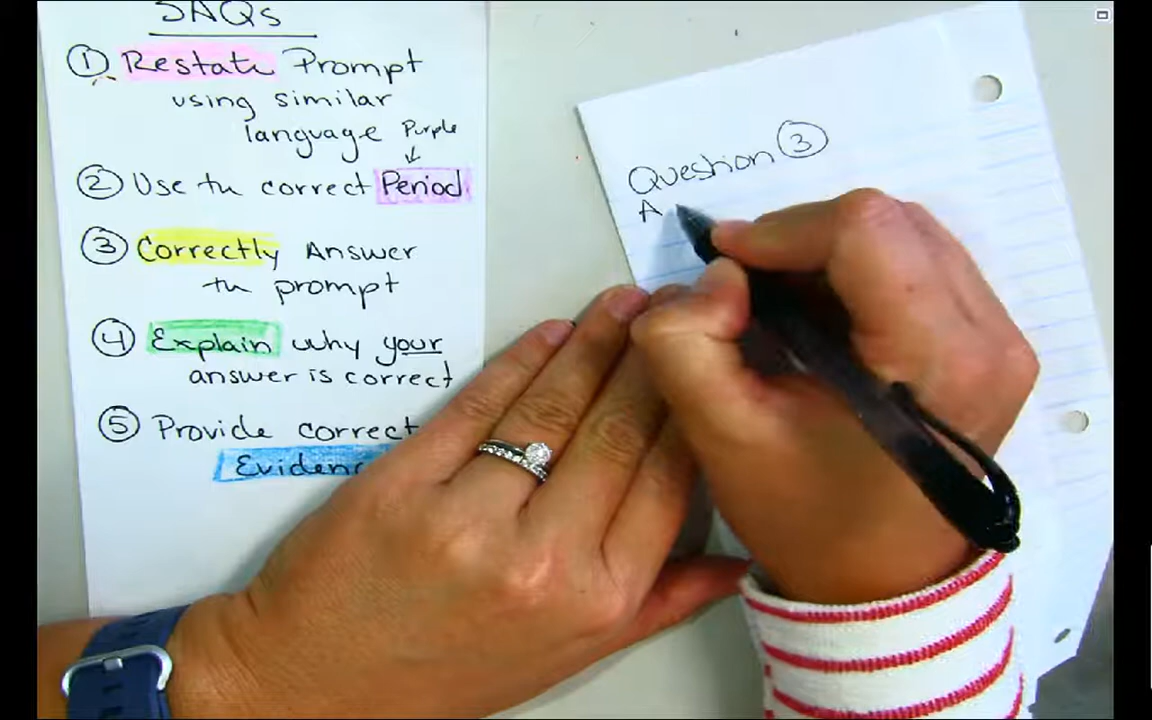 SAQs
① Restate Prompt
using similar
language Purple
↓
② Use the correct Period
③ Correctly Answer
the prompt
④ Explain why your
answer is correct
⑤ Provide correct
Evidenc
Question ③
A